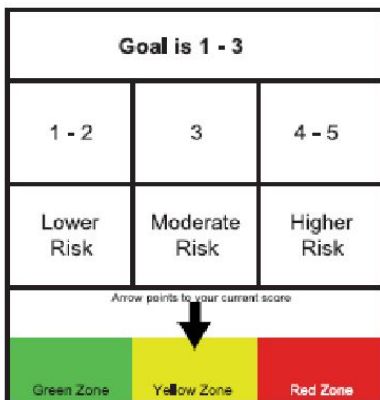 Goal is 1 - 3
1 - 2
3
4 - 5
Lower
Risk
Moderate
Risk
Higher
Risk
Arrow points to your current score
Green Zone
Yellow Zone
Red Zone